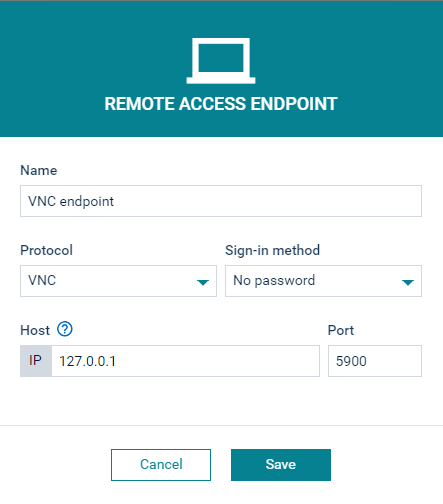 REMOTE ACCESS ENDPOINT
Name
VNC endpoint
Protocol Sign-in method
VNC No password
Host ? Port
IP 127.0.0.1 5900
Cancel Save